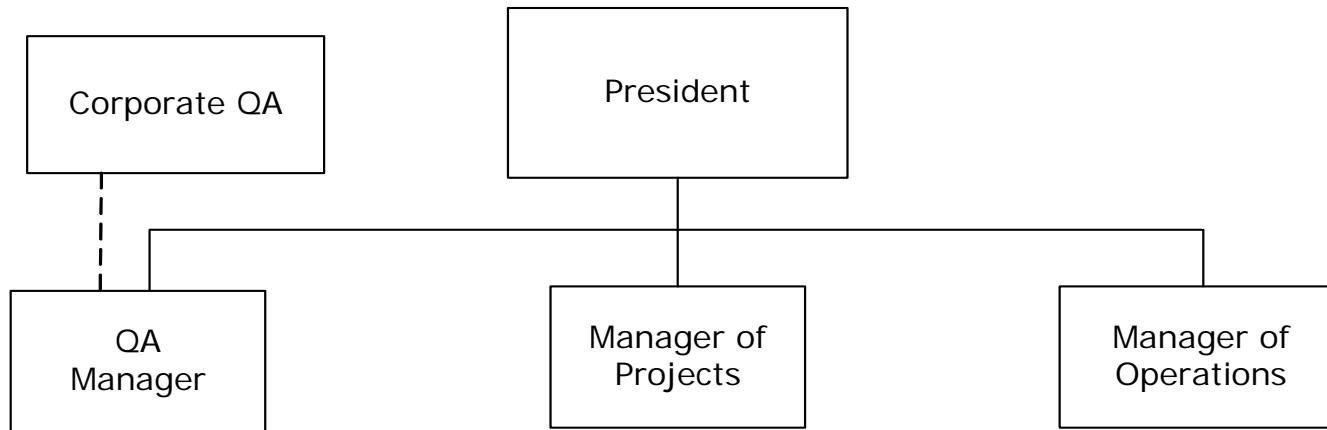 Corporate QA
President
QA
Manager
Manager of
Projects
Manager of
Operations